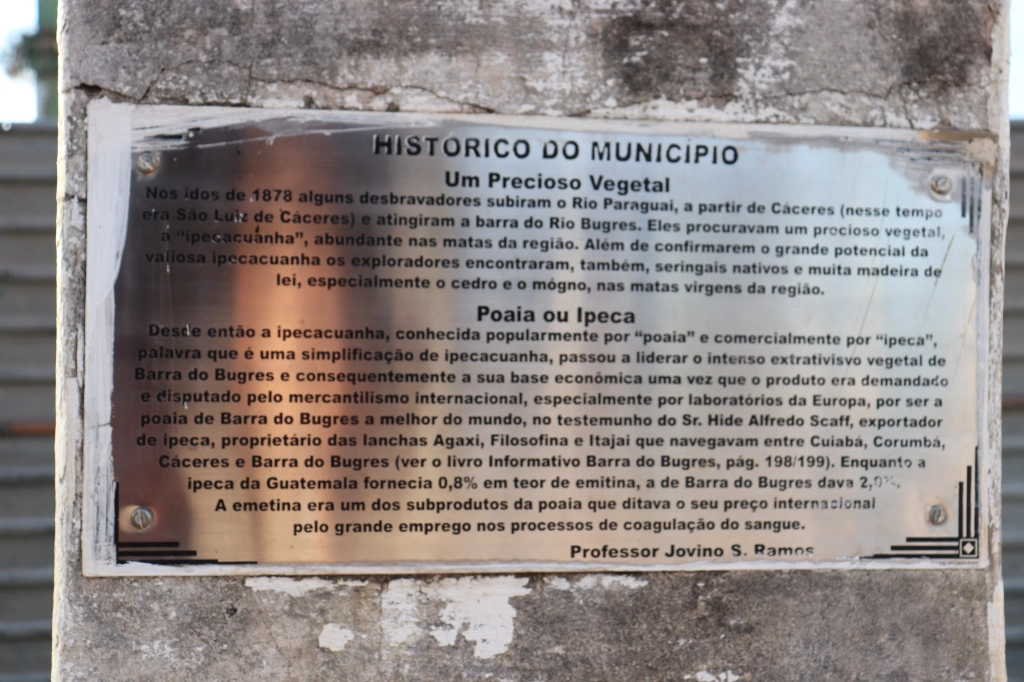 HISTÓRICO DO MUNICÍPIO
Um Precioso Vegetal
Nos idos de 1878 alguns desbravadores subiram o Rio Paraguai, a partir de Cáceres (nesse tempo
era São Luiz de Cáceres) e atingiram a barra do Rio Bugres. Eles procuravam um precioso vegetal,
a “ipecacuanha”, abundante nas matas da região. Além de confirmarem o grande potencial da
valiosa ipecacuanha os exploradores encontraram, também, seringais nativos e muita madeira de
lei, especialmente o cedro e o mógno, nas matas virgens da região.
Poaia ou Ipeca
Desde então a ipecacuanha, conhecida popularmente por “poaia” e comercialmente por “ipeca”,
palavra que é uma simplificação de ipecacuanha, passou a liderar o intenso extrativisvo vegetal de
Barra do Bugres e consequentemente a sua base econômica uma vez que o produto era demandado
e disputado pelo mercantilismo internacional, especialmente por laboratórios da Europa, por ser a
poaia de Barra do Bugres a melhor do mundo, no testemunho do Sr. Hide Alfredo Scaff, exportador
de ipeca, proprietário das lanchas Agaxi, Filosofina e Itajai que navegavam entre Cuiabá, Corumbá,
Cáceres e Barra do Bugres (ver o livro Informativo Barra do Bugres, pág. 198/199). Enquanto a
ipeca da Guatemala fornecia 0,8% em teor de emitina, a de Barra do Bugres dava 2,0%.
A emetina era um dos subprodutos da poaia que ditava o seu preço internacional
pelo grande emprego nos processos de coagulação do sangue.
Professor Jovino S. Ramos